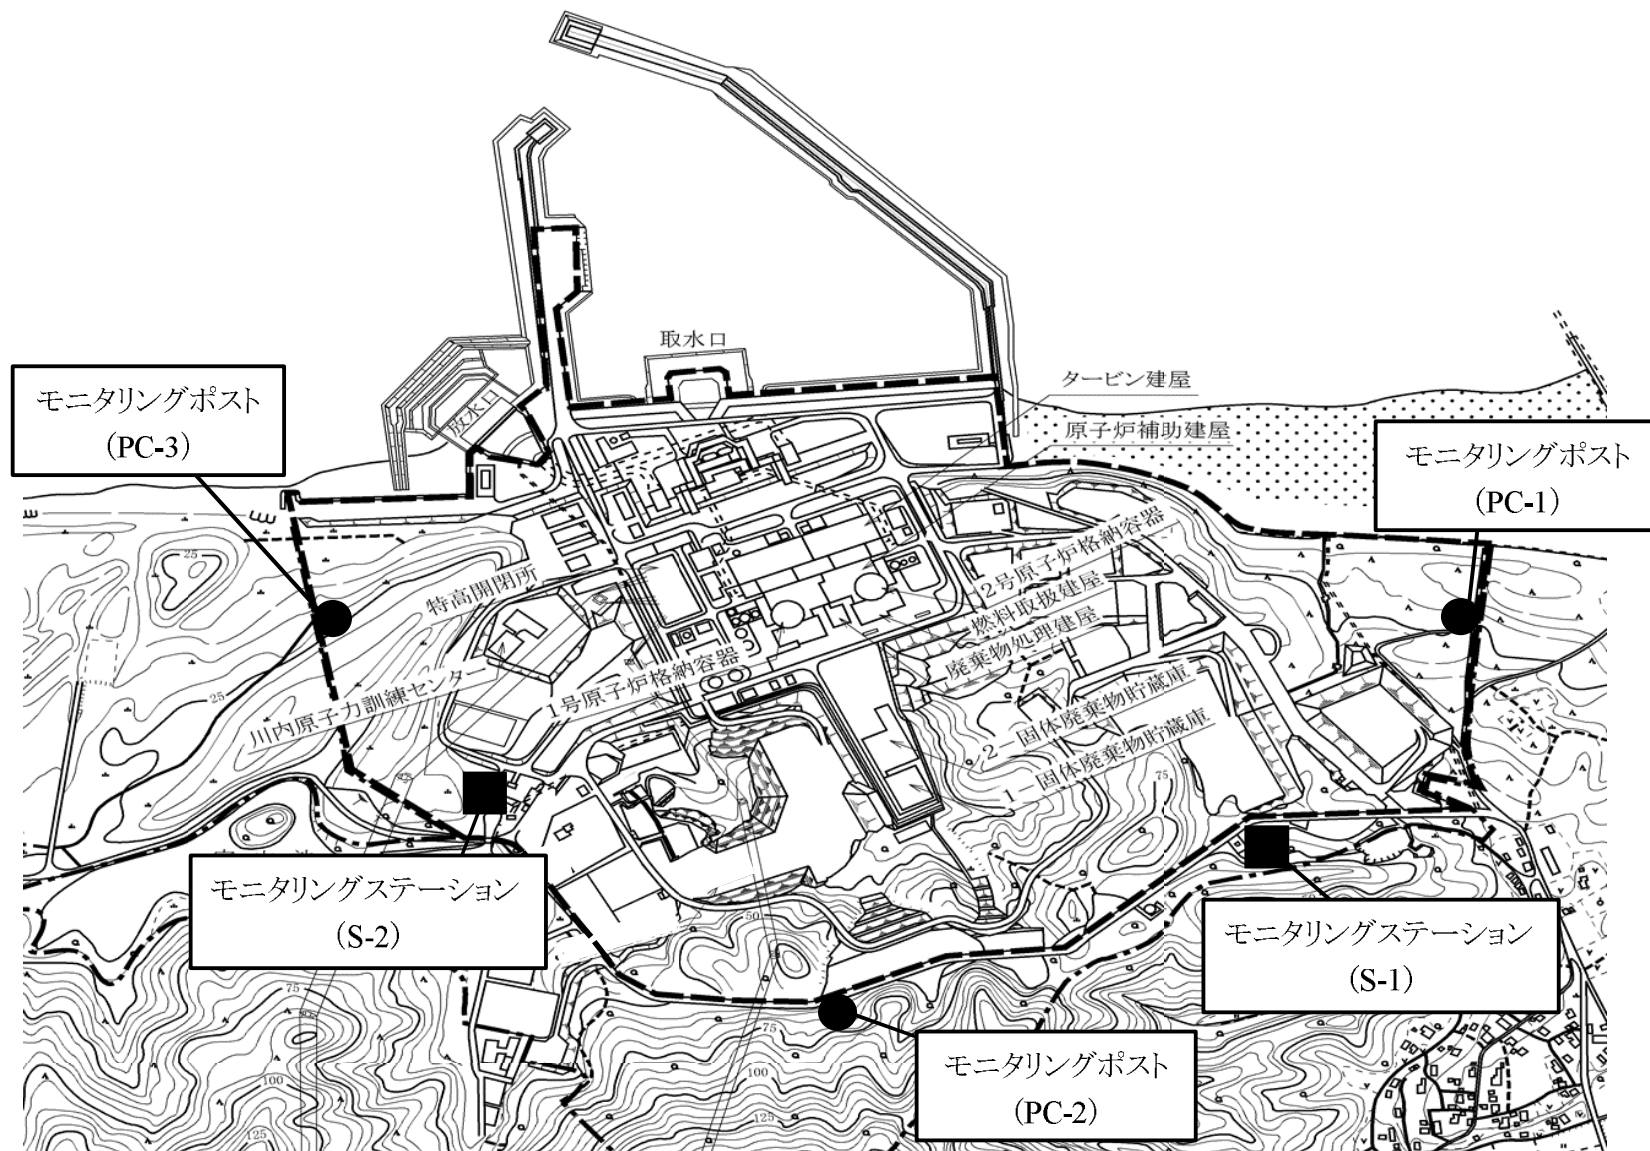 取水口
タービン建屋
モニタリングポスト
(PC-3)
放水口
原子炉補助建屋
モニタリングポスト
(PC-1)
2号原子炉格納容器
燃料取扱建屋
廃棄物処理建屋
特高開閉所
川内原子力訓練センター
1号原子炉格納容器
2－固体廃棄物貯蔵庫
1－固体廃棄物貯蔵庫
25
25
75
モニタリングステーション
(S-2)
モニタリングステーション
(S-1)
50
75
75
モニタリングポスト
(PC-2)
100
100
125
125